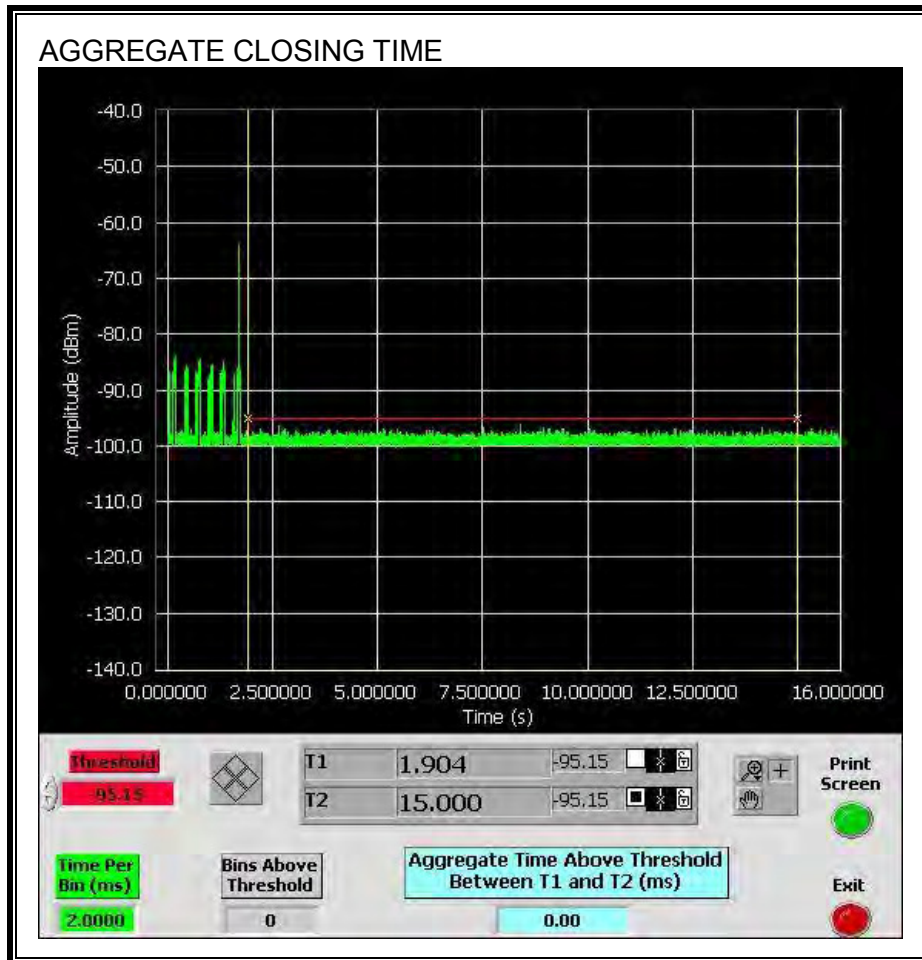 AGGREGATE CLOSING TIME
-40.0
-50.0
-60.0
-70.0
-80.0
-90.0
-100.0
-110.0
-120.0
-130.0
-140.0
Amplitude (dBm)
0.000000 2.500000 5.000000 7.500000 10.000000 12.500000 16.000000
Time (s)
Threshold
-95.15
T1 1.904 -95.15
T2 15.000 -95.15
Print
Screen
Time Per
Bin (ms)
2.0000
Bins Above
Threshold
0
Aggregate Time Above Threshold
Between T1 and T2 (ms)
0.00
Exit